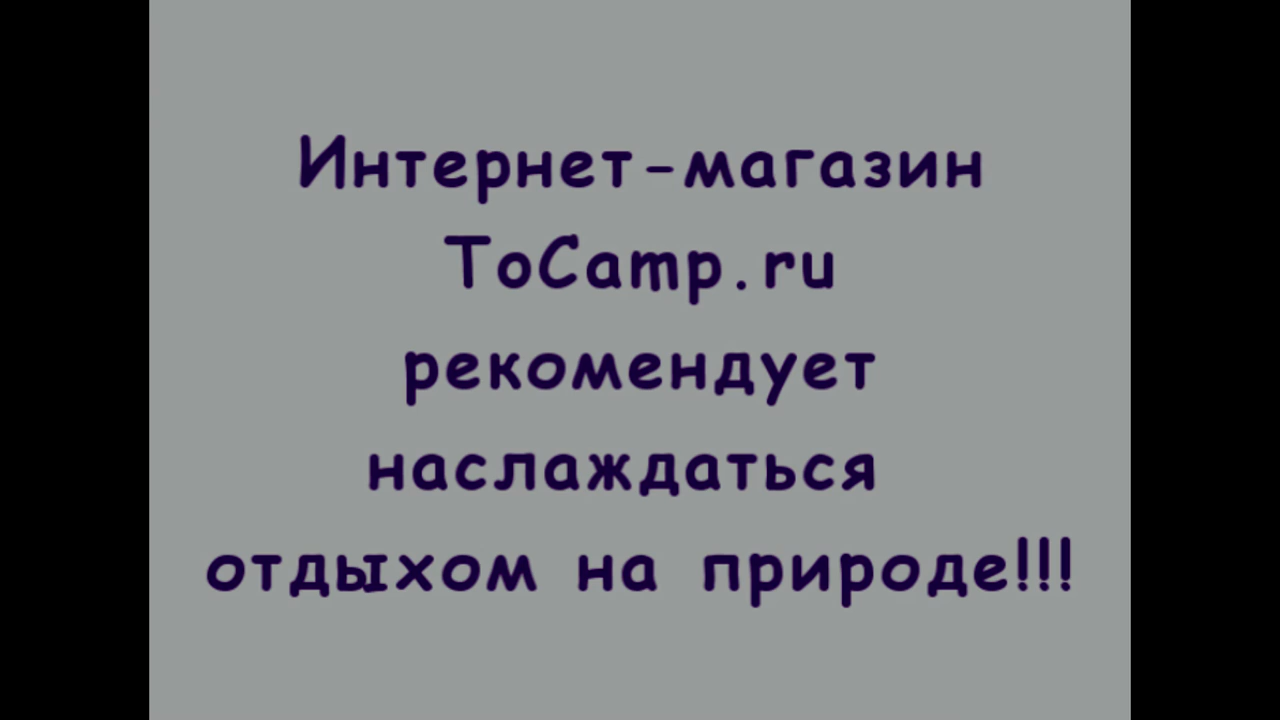 Интернет-магазин
ToCamp.ru
рекомендует
наслаждаться
отдыхом на природе!!!